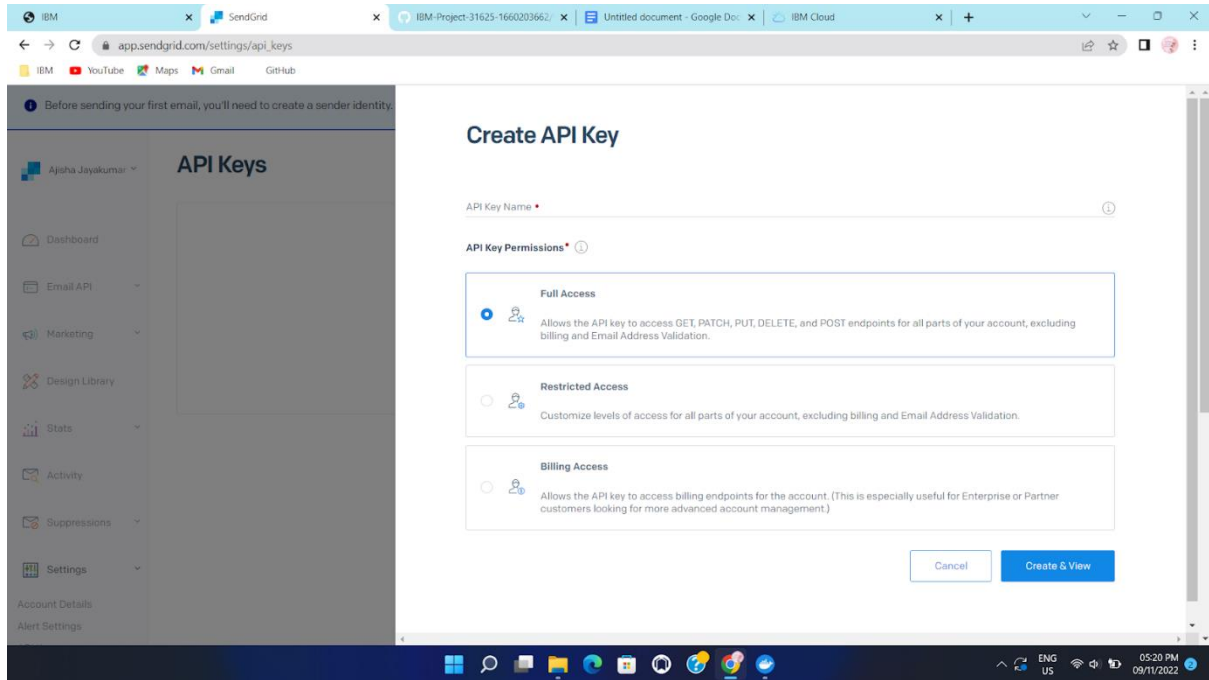 IBM
SendGrid
IBM-Project-31625-1660203662/
Untitled document - Google Doc
IBM Cloud
app.sendgrid.com/settings/api_keys
IBM
YouTube
Maps
Gmail
GitHub
Before sending your first email, you'll need to create a sender identity.
Ajisha Jayakumar
API Keys
Dashboard
Email API
Marketing
Design Library
Stats
Activity
Suppressions
Settings
Account Details
Alert Settings
Create API Key
API Key Name •
API Key Permissions•
Full Access
Allows the API key to access GET, PATCH, PUT, DELETE, and POST endpoints for all parts of your account, excluding
billing and Email Address Validation.
Restricted Access
Customize levels of access for all parts of your account, excluding billing and Email Address Validation.
Billing Access
Allows the API key to access billing endpoints for the account. (This is especially useful for Enterprise or Partner
customers looking for more advanced account management.)
Cancel
Create & View
ENG
US
05:20 PM
09/11/2022
2